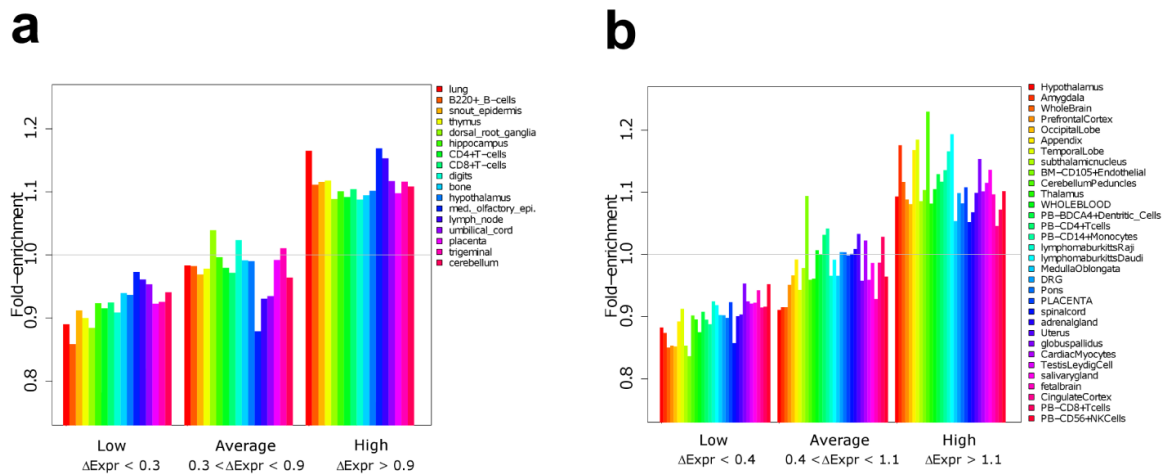 a
Fold-enrichment
1.2
1.1
1.0
0.9
0.8
lung
B220+_B-cells
snout_epidermis
thymus
dorsal_root_ganglia
hippocampus
CD4+T-cells
CD8+T-cells
digits
bone
hypothalamus
med._olfactory_epi.
lymph_node
umbilical_cord
placenta
trigeminal
cerebellum
Low
Average
High
ΔExpr < 0.3
0.3 <ΔExpr < 0.9
ΔExpr > 0.9
b
Fold-enrichment
1.2
1.1
1.0
0.9
0.8
Hypothalamus
Amygdala
WholeBrain
PrefrontalCortex
OccipitalLobe
Appendix
TemporalLobe
subthalamicnucleus
BM-CD105+Endothelial
CerebellumPeduncles
Thalamus
WHOLEBLOOD
PB-BDCA4+Dentritic_Cells
PB-CD4+Tcells
PB-CD14+Monocytes
lymphomaburkittsRaji
lymphomaburkittsDaudi
MedullaOblongata
DRG
Pons
PLACENTA
spinalcord
adrenalgland
Uterus
globuspallidus
CardiacMyocytes
TestisLeydigCell
salivarygland
fetalbrain
CingulateCortex
PB-CD8+Tcells
PB-CD56+NKCells
Low
Average
High
ΔExpr < 0.4
0.4 <ΔExpr < 1.1
ΔExpr > 1.1